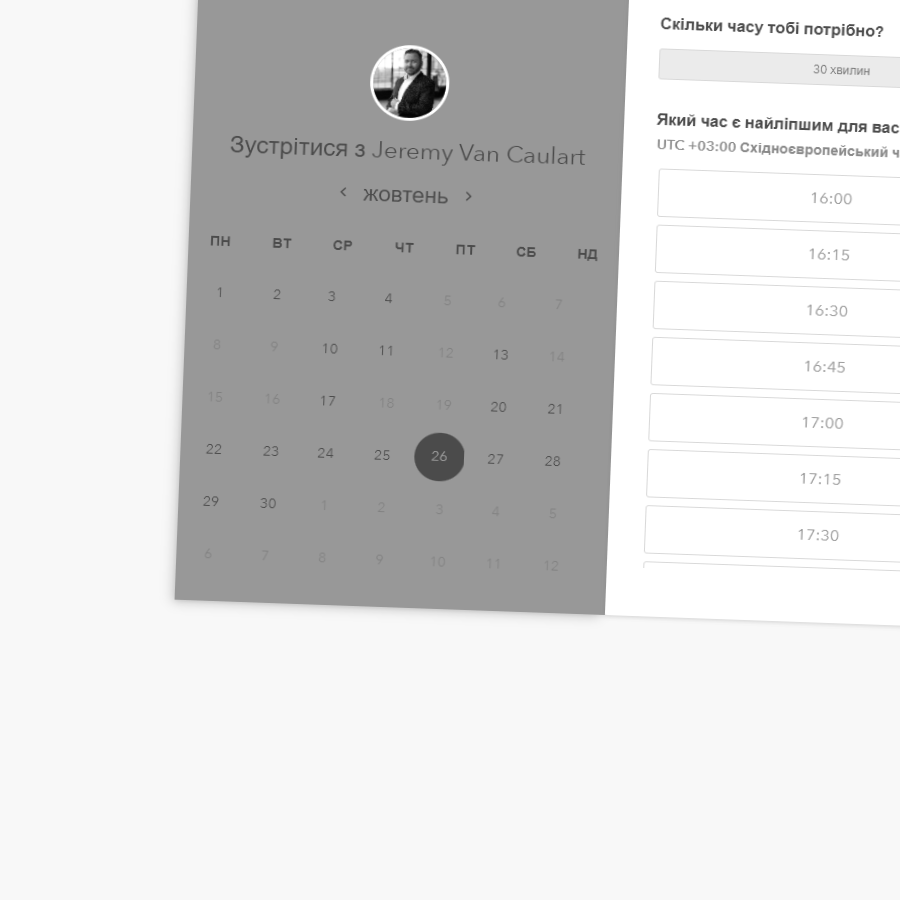 Зустрітися з Jeremy Van Caulart
‹ жовтень ›
ПН ВТ СР ЧТ ПТ СБ НД
1 2 3 4 5 6 7
8 9 10 11 12 13 14
15 16 17 18 19 20 21
22 23 24 25 26 27 28
29 30 1 2 3 4 5
6 7 8 9 10 11 12
Скільки часу тобі потрібно?
30 хвилин
Який час є найліпшим для вас
UTC +03:00 Східноєвропейський ч
16:00
16:15
16:30
16:45
17:00
17:15
17:30